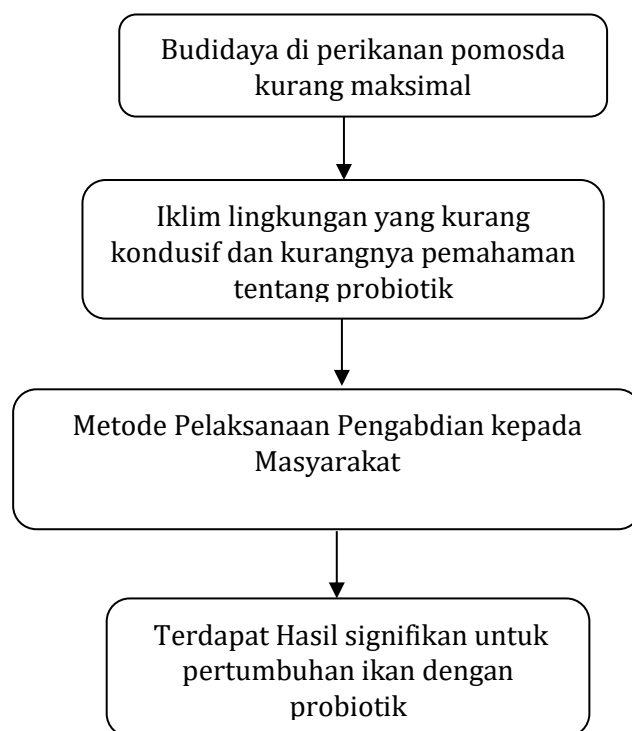 Budidaya di perikanan pomosda
kurang maksimal
Iklim lingkungan yang kurang
kondusif dan kurangnya pemahaman
tentang probiotik
Metode Pelaksanaan Pengabdian kepada
Masyarakat
Terdapat Hasil signifikan untuk
pertumbuhan ikan dengan
probiotik